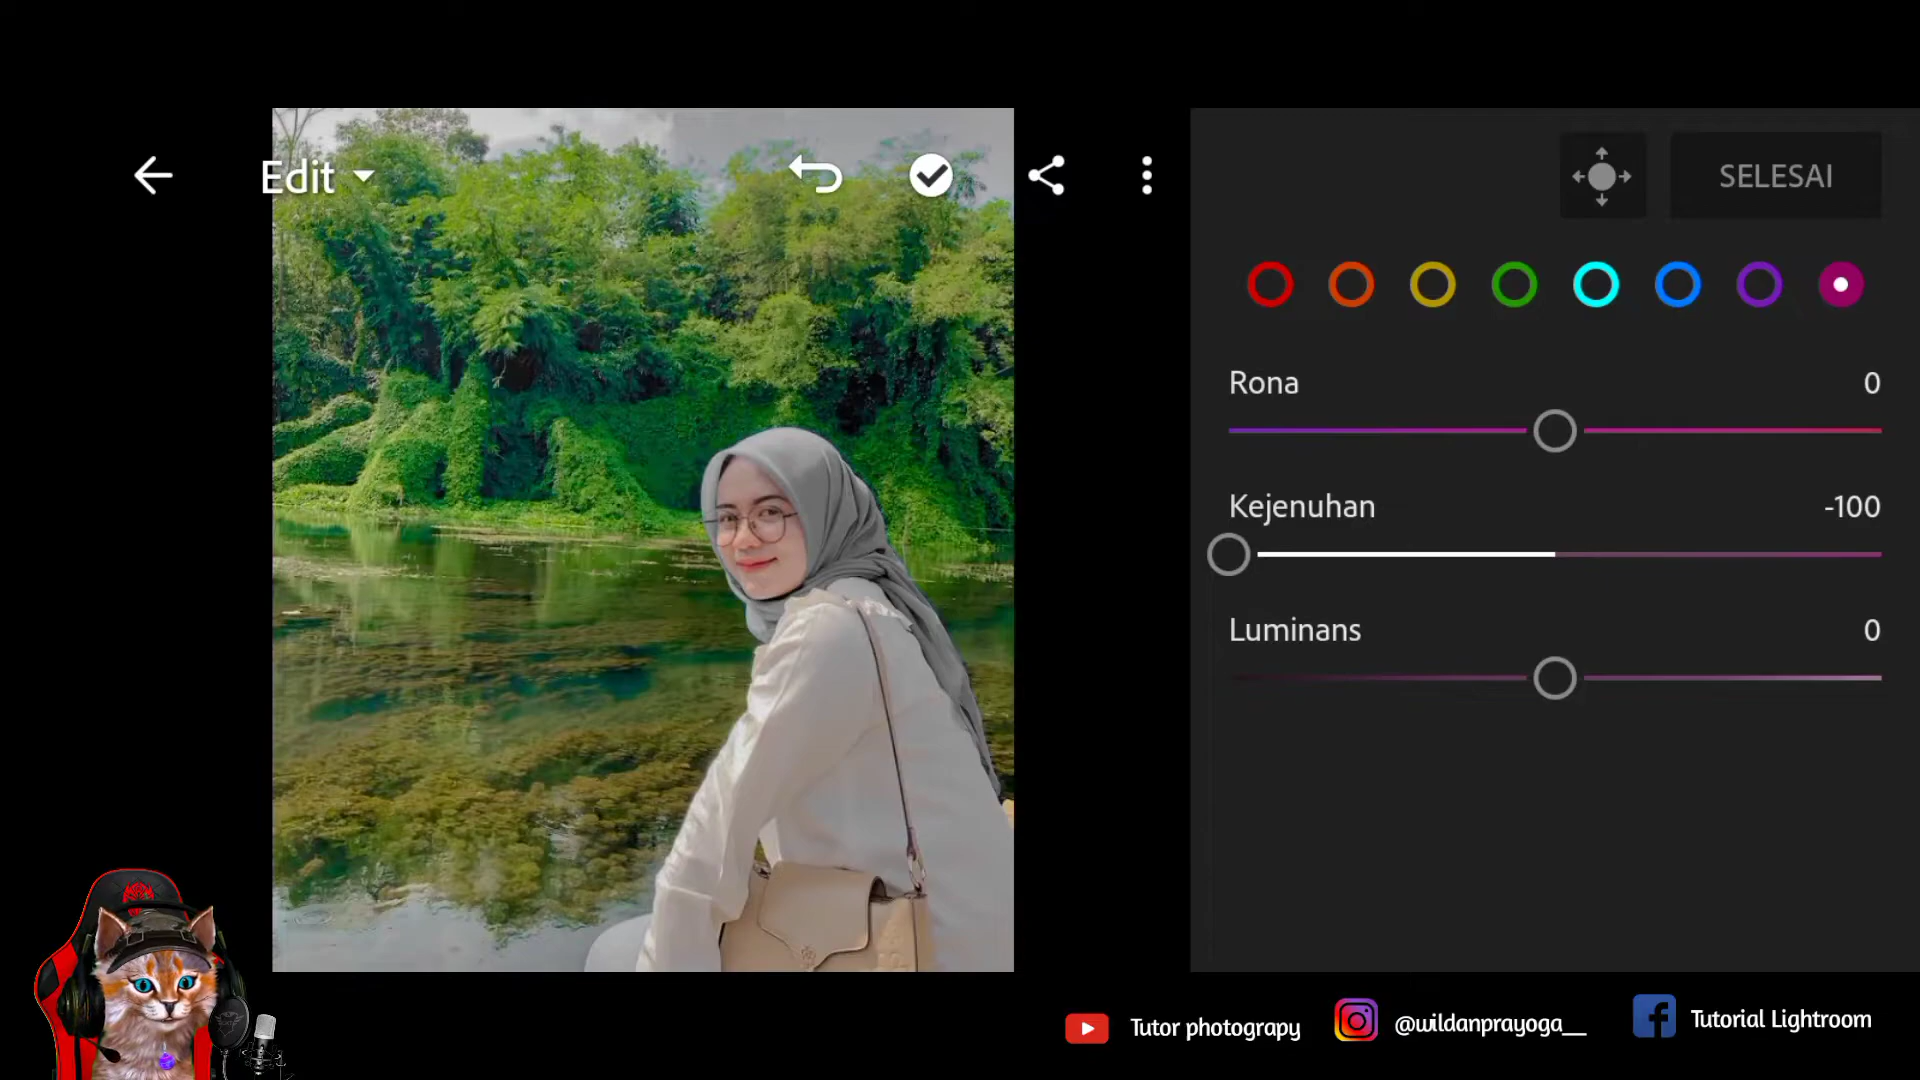 Edit
SELESAI
Rona 0
Kejenuhan -100
Luminans 0
Tutor photograpy
@wildanprayoga__
Tutorial Lightroom